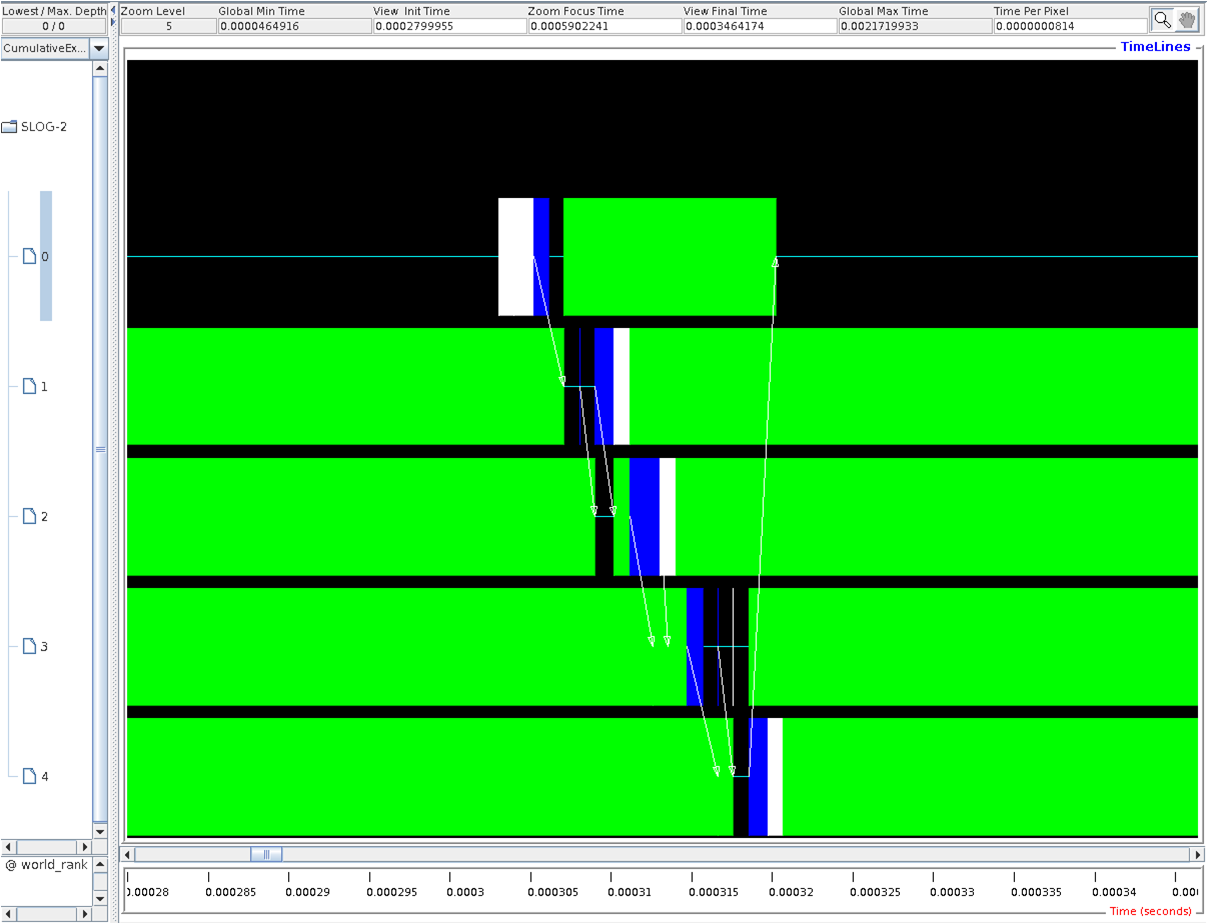 Lowest / Max. Depth Zoom Level Global Min Time View Init Time Zoom Focus Time View Final Time Global Max Time Time Per Pixel
0 / 0 5 0.0000464916 0.0002799955 0.0005902241 0.0003464174 0.0021719933 0.0000000814
CumulativeEx...
TimeLines
SLOG-2
0
1
2
3
4
@ world_rank
0.00028 0.000285 0.00029 0.000295 0.0003 0.000305 0.00031 0.000315 0.00032 0.000325 0.00033 0.000335 0.00034
Time (seconds)